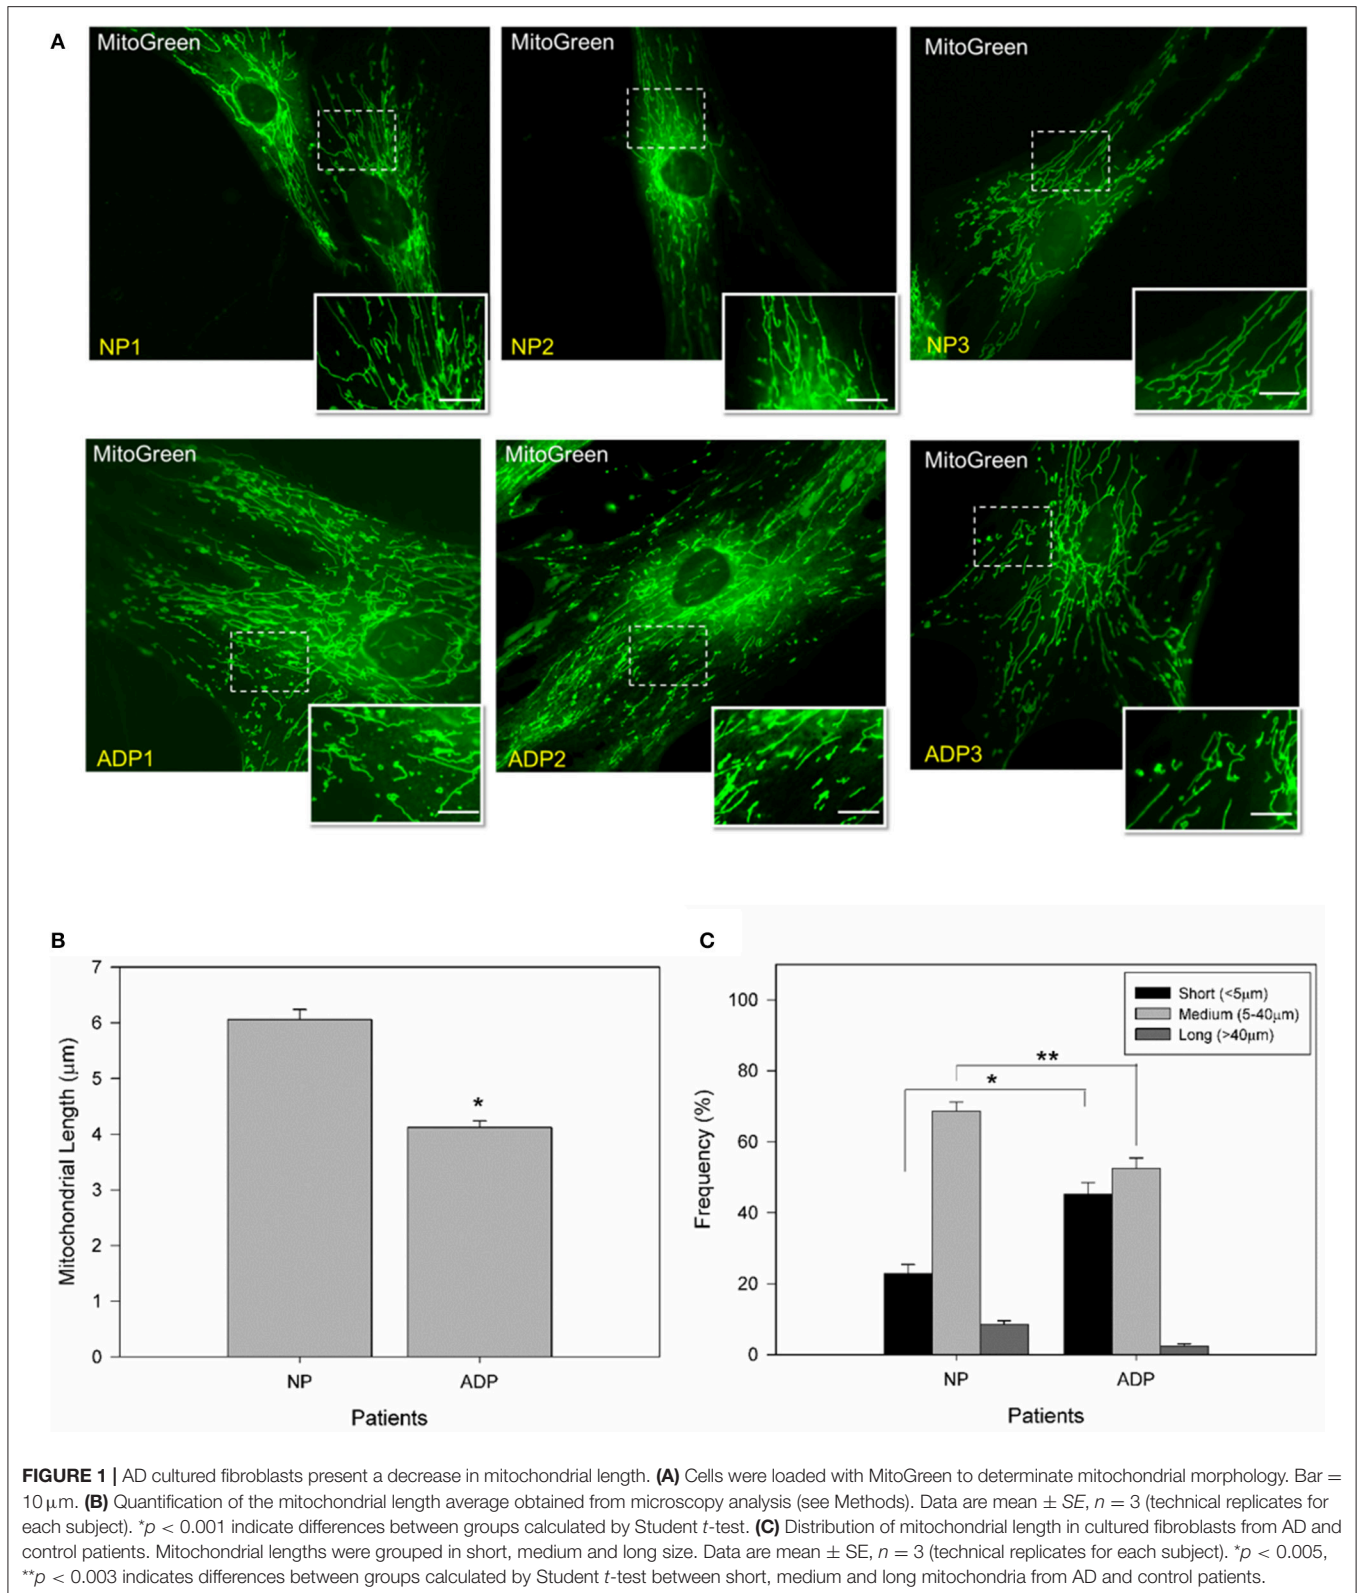 A
MitoGreen
MitoGreen
MitoGreen
NP1
NP2
NP3
MitoGreen
MitoGreen
MitoGreen
ADP1
ADP2
ADP3
B
7
6
5
4
3
2
1
0
Mitochondrial Length (µm)
*
NP
ADP
Patients
C
100
80
60
40
20
0
Frequency (%)
Short (<5µm)
Medium (5-40µm)
Long (>40µm)
**
*
NP
ADP
Patients
FIGURE 1 | AD cultured fibroblasts present a decrease in mitochondrial length. (A) Cells were loaded with MitoGreen to determinate mitochondrial morphology. Bar =
10 µm. (B) Quantification of the mitochondrial length average obtained from microscopy analysis (see Methods). Data are mean ± SE, n = 3 (technical replicates for
each subject). *p < 0.001 indicate differences between groups calculated by Student t-test. (C) Distribution of mitochondrial length in cultured fibroblasts from AD and
control patients. Mitochondrial lengths were grouped in short, medium and long size. Data are mean ± SE, n = 3 (technical replicates for each subject). *p < 0.005,
**p < 0.003 indicates differences between groups calculated by Student t-test between short, medium and long mitochondria from AD and control patients.